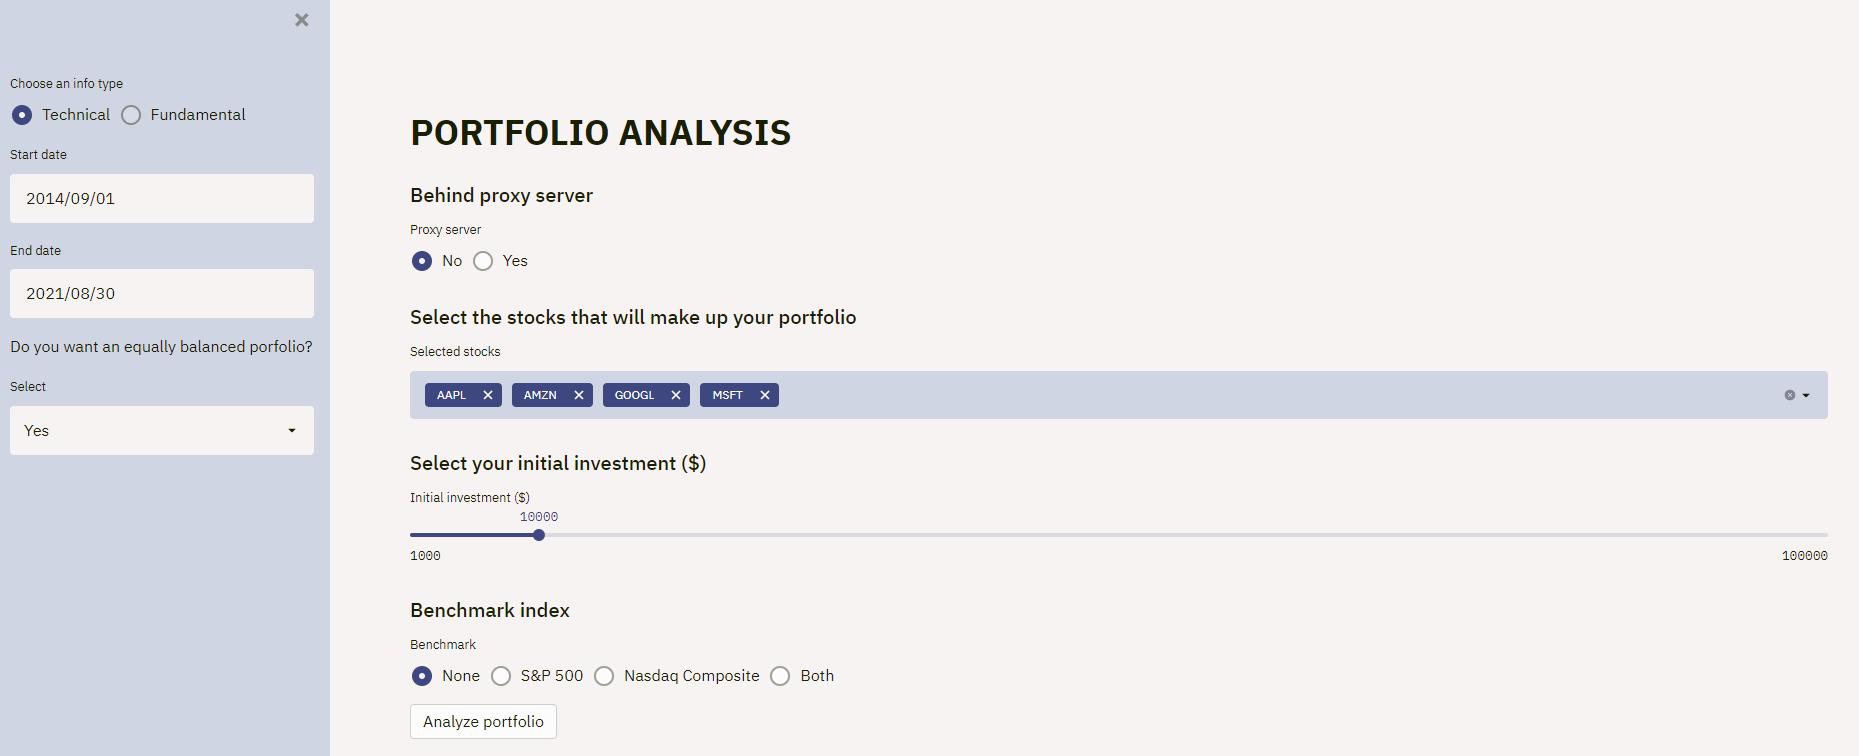 Choose an info type
Technical Fundamental
Start date
2014/09/01
End date
2021/08/30
Do you want an equally balanced porfolio?
Select
Yes
PORTFOLIO ANALYSIS
Behind proxy server
Proxy server
No Yes
Select the stocks that will make up your portfolio
Selected stocks
AAPL AMZN GOOGL MSFT
Select your initial investment ($)
Initial investment ($)
10000
1000 100000
Benchmark index
Benchmark
None S&P 500 Nasdaq Composite Both
Analyze portfolio